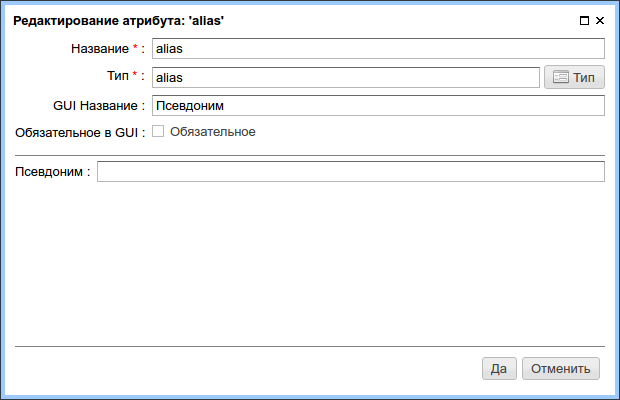 Редактирование атрибута: 'alias'
Название * : alias
Тип * : alias Тип
GUI Название : Псевдоним
Обязательное в GUI : Обязательное
Псевдоним :
Да Отменить